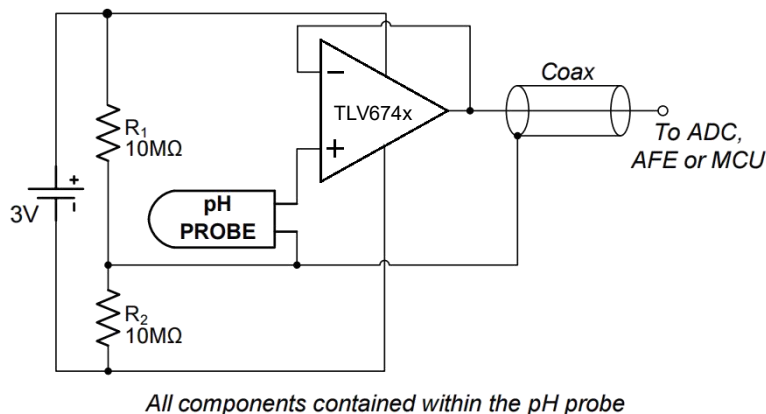 Coax
TLV674x
−
+
To ADC,
AFE or MCU
R1
10MΩ
+
-
3V
pH
PROBE
R2
10MΩ
All components contained within the pH probe